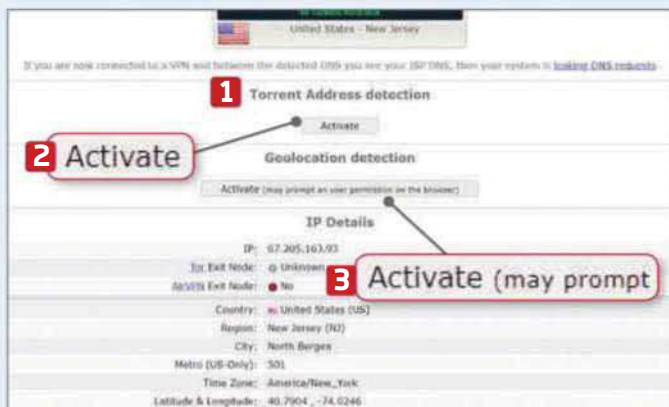 United States - New Jersey
If you are now connected to a VPN and between the detected DNS you see your ISP DNS, then your system is leaking DNS requests
1 Torrent Address detection
Activate
2 Activate
Geolocation detection
Activate (may prompt an user permission on the browser)
IP Details
IP: 67.205.163.93
Tor Exit Node: Unknown
3 Activate (may prompt
AirVPN Exit Node: No
Country: United States (US)
Region: New Jersey (NJ)
City: North Bergen
Metro (US-Only): 501
Time Zone: America/New_York
Latitude & Longitude: 40.7904 , -74.0246